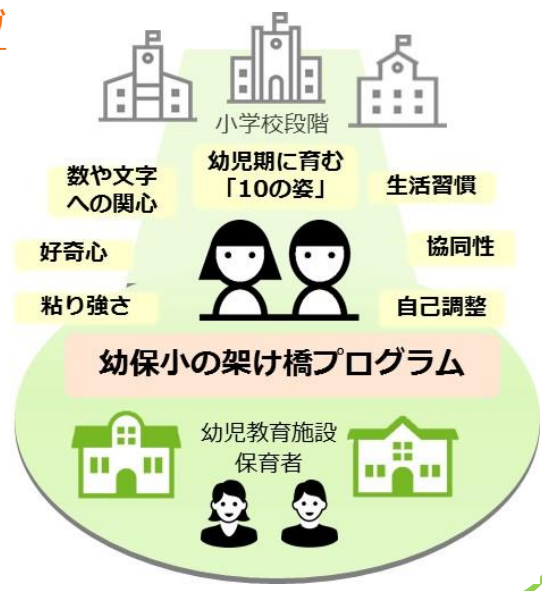 小学校段階
幼児期に育む
「10の姿」
数や文字
への関心
生活習慣
好奇心
協同性
粘り強さ
自己調整
幼保小の架け橋プログラム
幼児教育施設
保育者